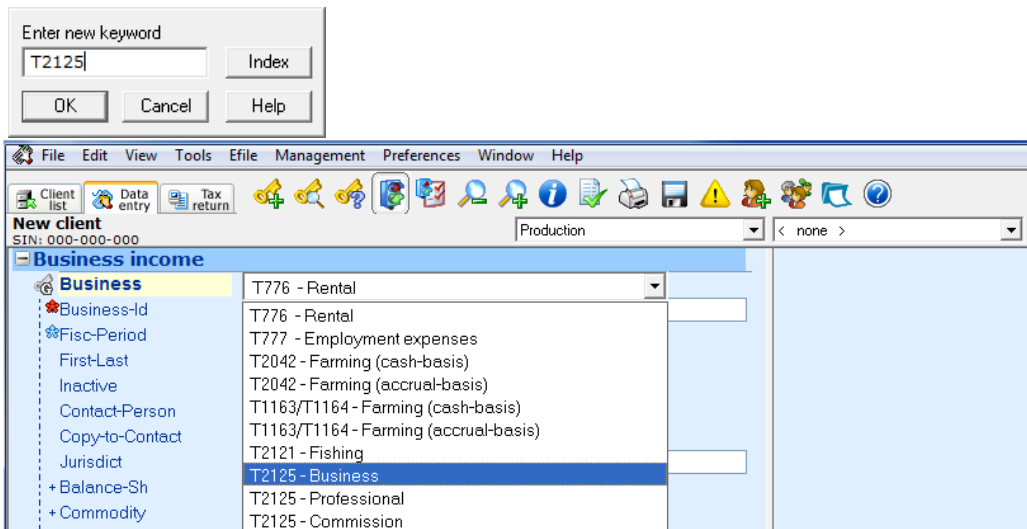 Enter new keyword
T2125
Index
OK
Cancel
Help
File Edit View Tools Efile Management Preferences Window Help
Client list
Data entry
Tax return
New client
SIN: 000-000-000
Production
< none >
Business income
Business
T776 - Rental
Business-Id
T776 - Rental
Fisc-Period
T777 - Employment expenses
First-Last
T2042 - Farming (cash-basis)
Inactive
T2042 - Farming (accrual-basis)
Contact-Person
T1163/T1164 - Farming (cash-basis)
Copy-to-Contact
T1163/T1164 - Farming (accrual-basis)
Jurisdict
T2121 - Fishing
+ Balance-Sh
T2125 - Business
+ Commodity
T2125 - Professional
T2125 - Commission